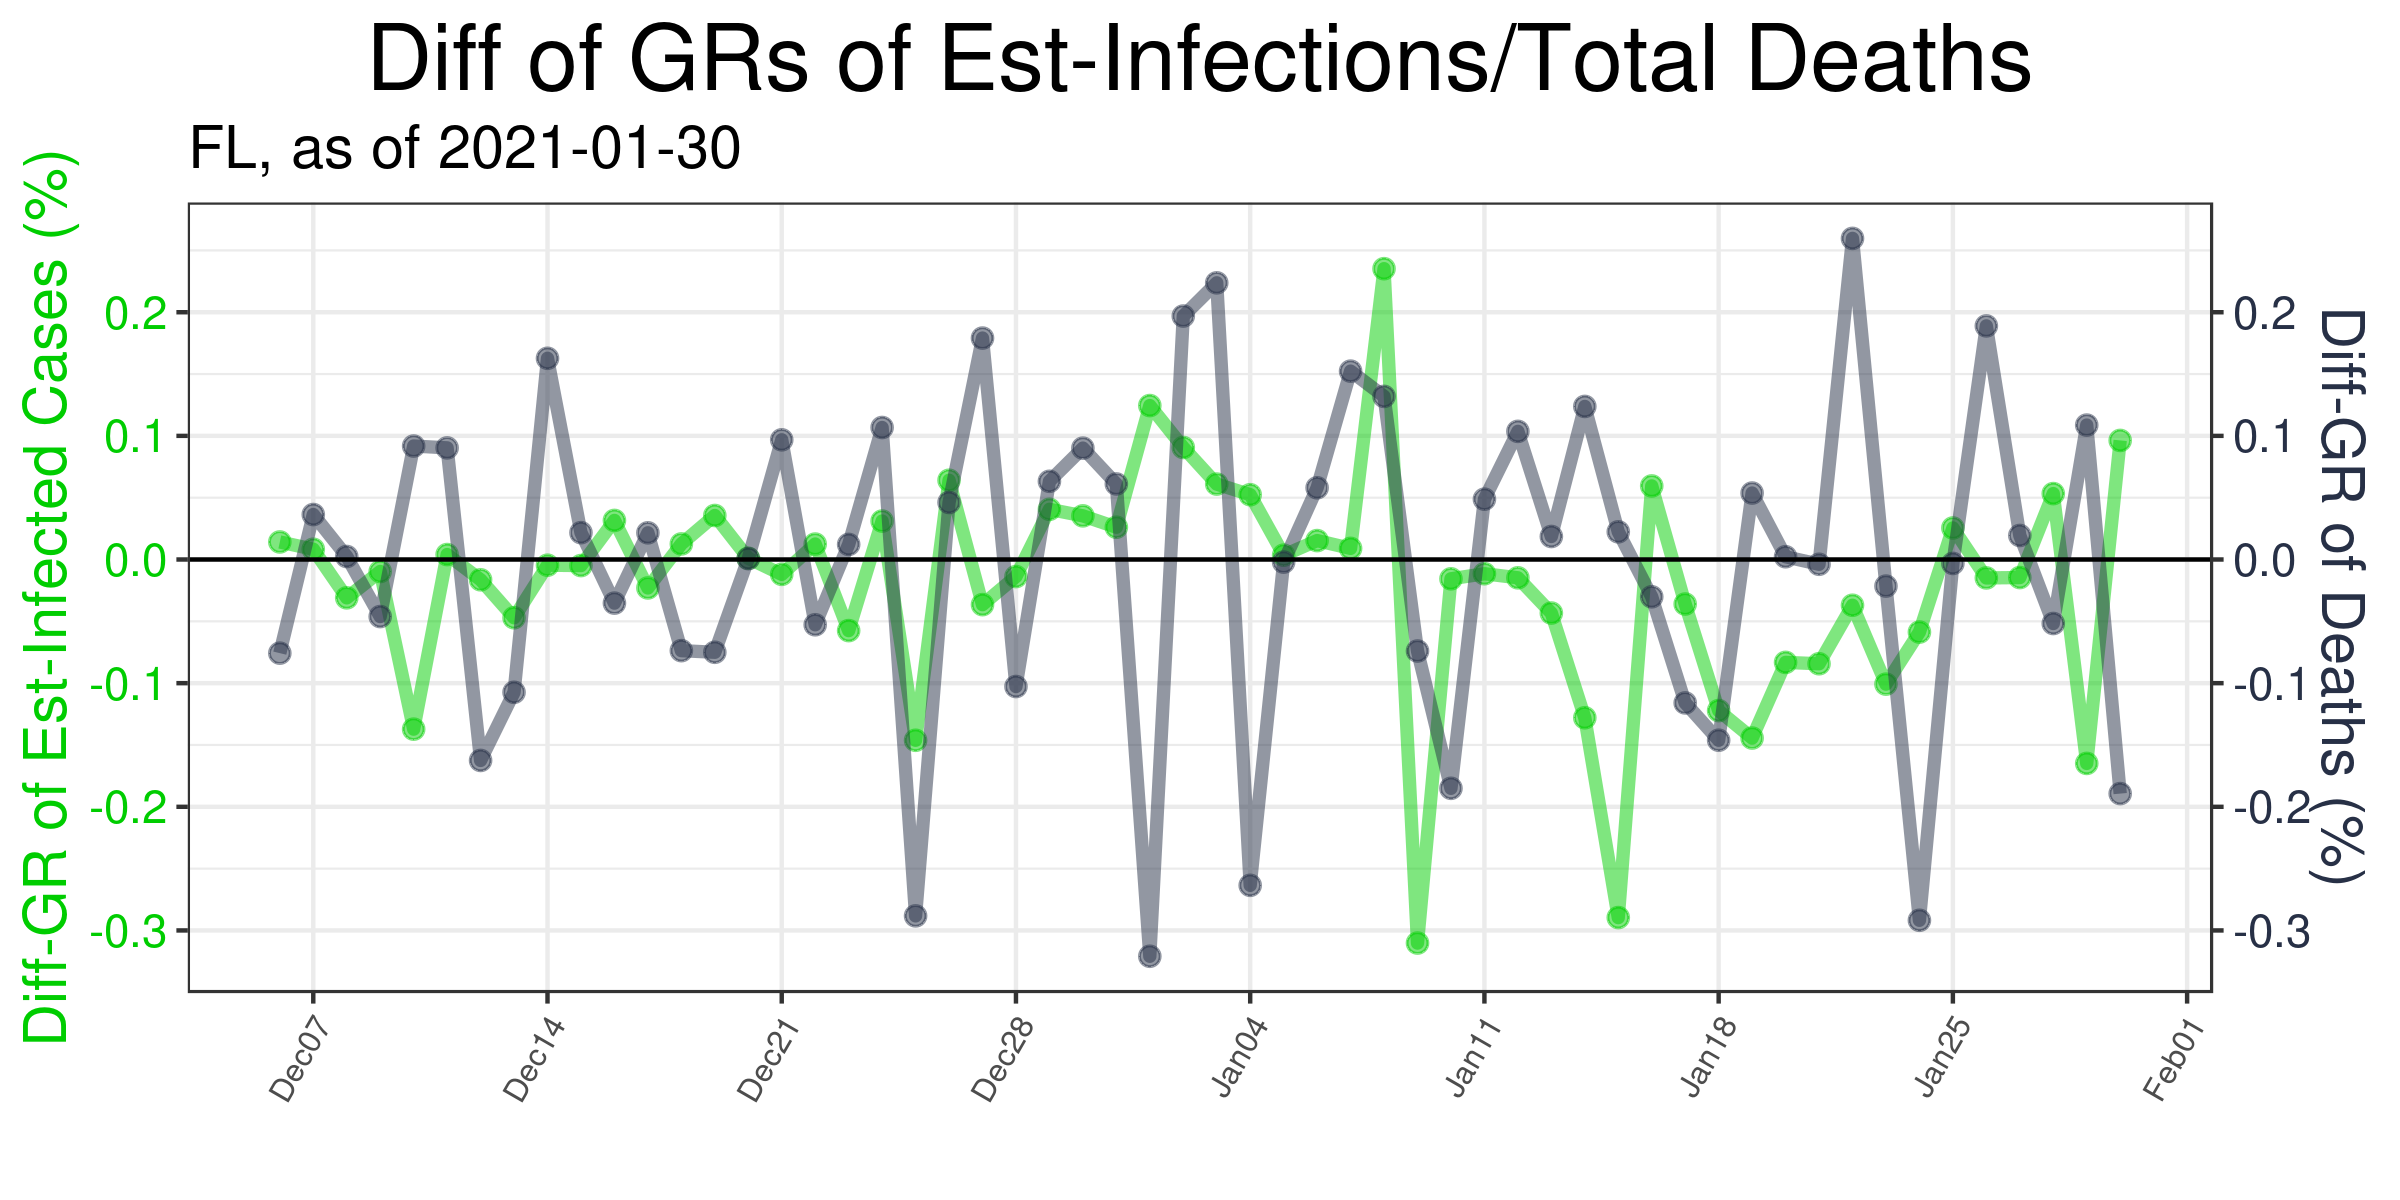 Diff of GRs of Est-Infections/Total Deaths
FL, as of 2021-01-30
Diff-GR of Est-Infected Cases (%)
0.2
0.1
0.0
-0.1
-0.2
-0.3
0.2
0.1
0.0
-0.1
-0.2
-0.3
Diff-GR of Deaths (%)
Dec07
Dec14
Dec21
Dec28
Jan04
Jan11
Jan18
Jan25
Feb01